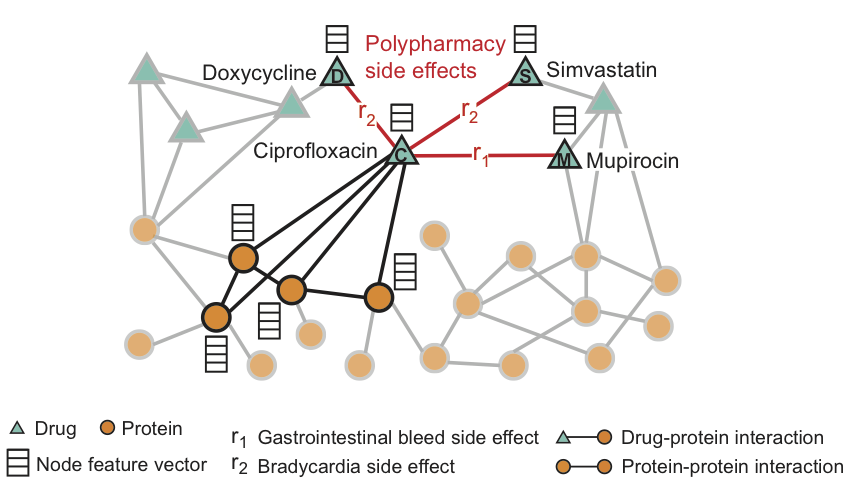 Polypharmacy
side effects
Doxycycline
D
S
Simvastatin
r2
r2
Ciprofloxacin
C
r1
M
Mupirocin
Drug
Protein
r1 Gastrointestinal bleed side effect
Drug-protein interaction
Node feature vector
r2 Bradycardia side effect
Protein-protein interaction